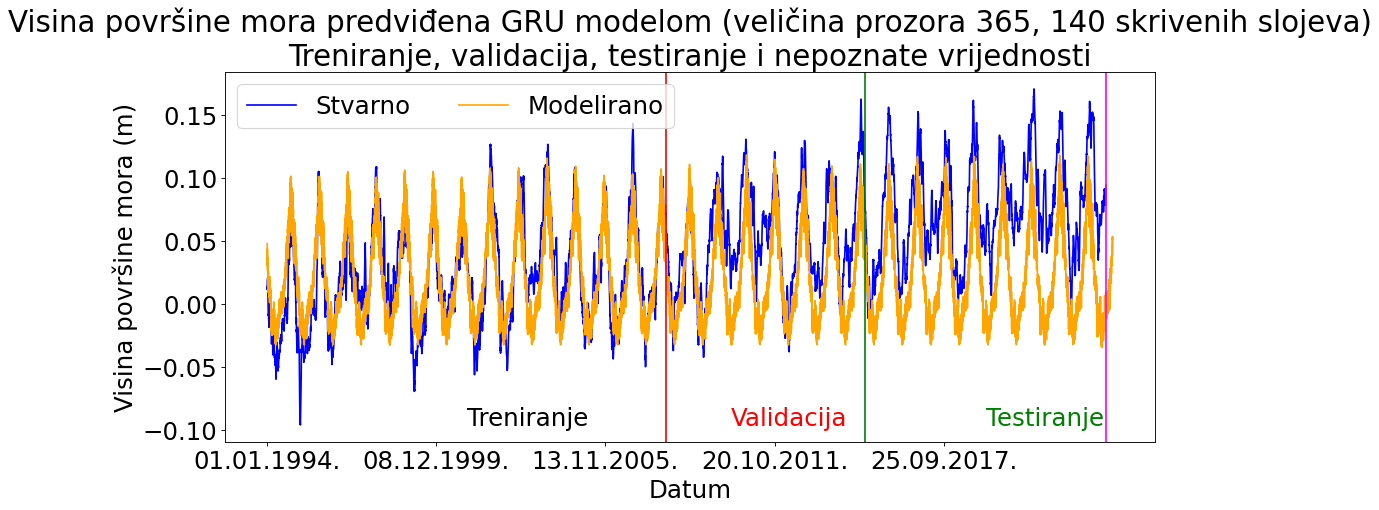 Visina površine mora predviđena GRU modelom (veličina prozora 365, 140 skrivenih slojeva)
Treniranje, validacija, testiranje i nepoznate vrijednosti
Stvarno
Modelirano
Visina površine mora (m)
0.15
0.10
0.05
0.00
−0.05
−0.10
Treniranje
Validacija
Testiranje
01.01.1994.
08.12.1999.
13.11.2005.
20.10.2011.
25.09.2017.
Datum